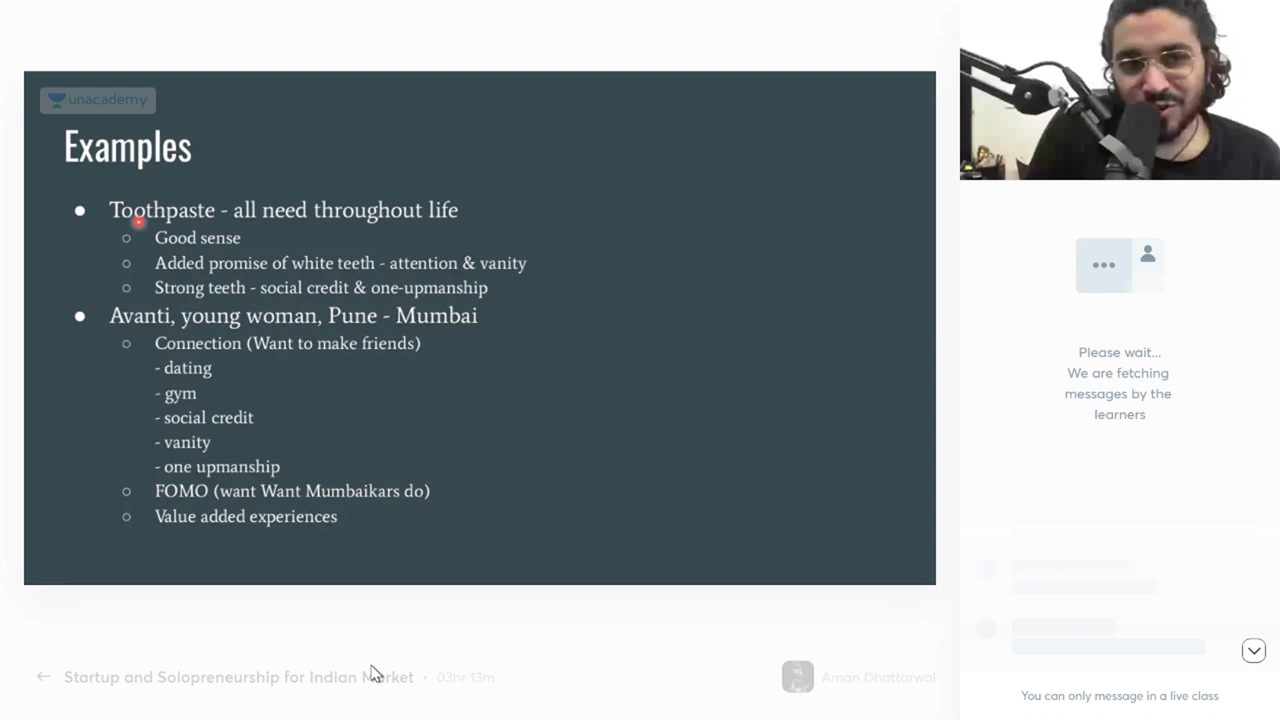 unacademy
Examples
● Toothpaste - all need throughout life
○ Good sense
○ Added promise of white teeth - attention & vanity
○ Strong teeth - social credit & one-upmanship
● Avanti, young woman, Pune - Mumbai
○ Connection (Want to make friends)
- dating
- gym
- social credit
- vanity
- one upmanship
○ FOMO (want Want Mumbaikars do)
○ Value added experiences
Please wait...
We are fetching
messages by the
learners
Startup and Solopreneurship for Indian Market • 03hr 13m
Aman Dhattarwal
You can only message in a live class